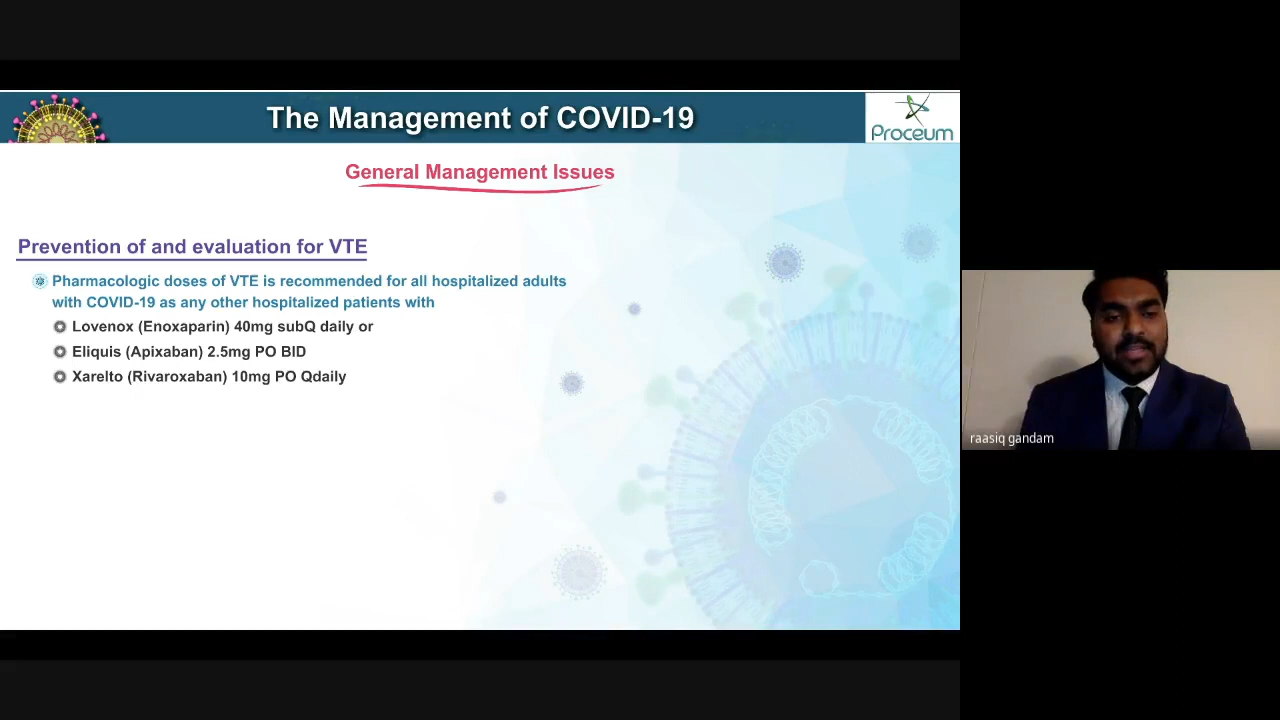 The Management of COVID-19
Proceum
General Management Issues
Prevention of and evaluation for VTE
Pharmacologic doses of VTE is recommended for all hospitalized adults
with COVID-19 as any other hospitalized patients with
Lovenox (Enoxaparin) 40mg subQ daily or
Eliquis (Apixaban) 2.5mg PO BID
Xarelto (Rivaroxaban) 10mg PO Qdaily
raasiq gandam